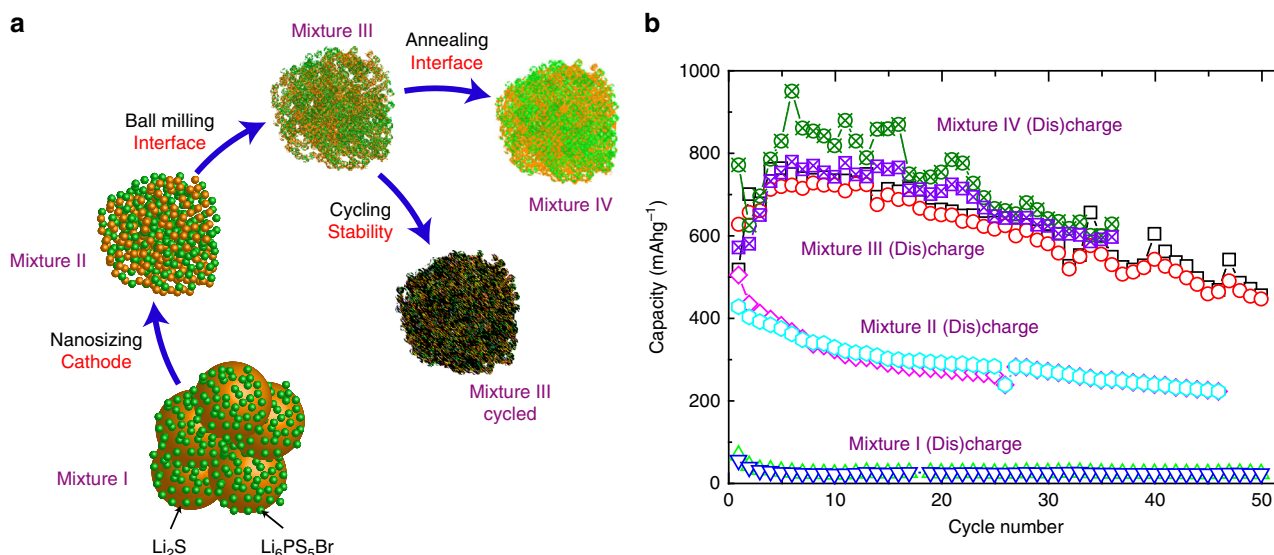 a
Mixture III
Annealing
Interface
Ball milling
Interface
Mixture IV
Cycling
Stability
Mixture II
Nanosizing
Cathode
Mixture III
cycled
Mixture I
Li₂S
Li₆PS₅Br
b
1000
800
600
400
200
0
Capacity (mAhg⁻¹)
Mixture IV (Dis)charge
Mixture III (Dis)charge
Mixture II (Dis)charge
Mixture I (Dis)charge
0 10 20 30 40 50
Cycle number